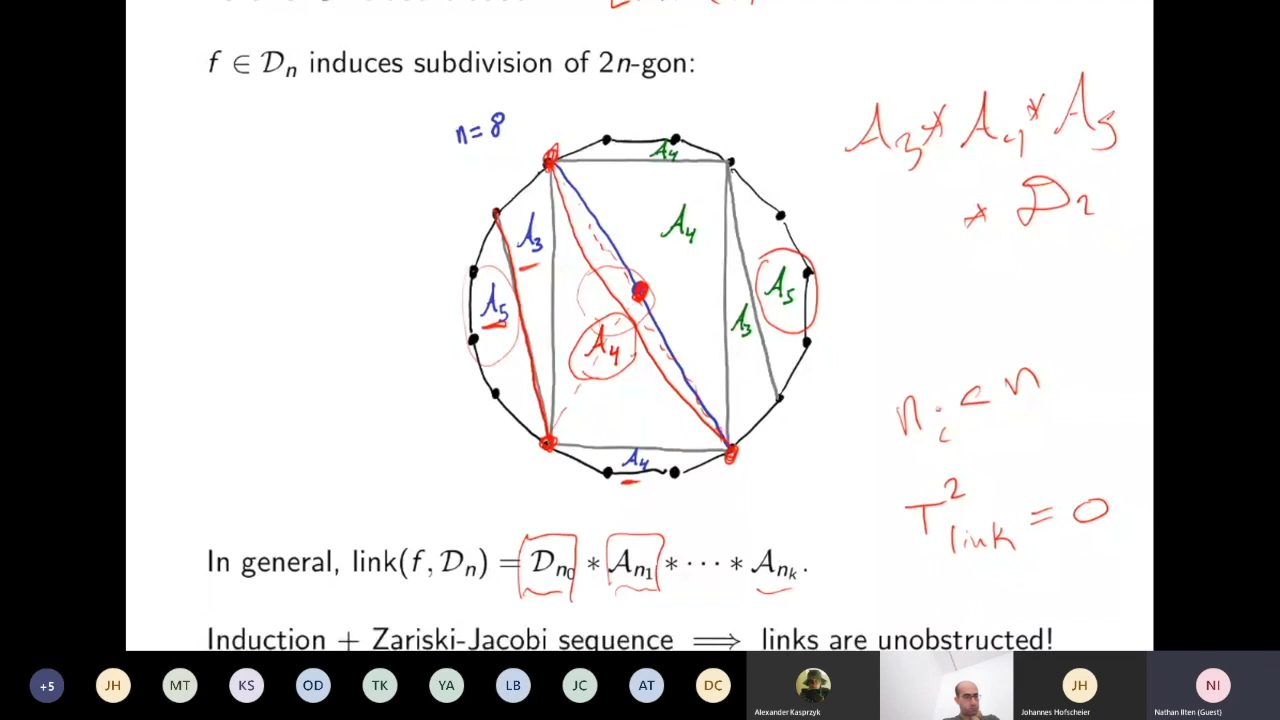 f ∈ 𝒟ₙ induces subdivision of 2n-gon:
n=8
A₄
A₃ * A₄ * A₅
* D₂
A₃
A₄
A₅
A₅
A₄
A₃
A₄
nᵢ < n
T² link = 0
In general, link(f, 𝒟ₙ) = 𝒟ₙ₀ * 𝒜ₙ₁ * ⋯ * 𝒜ₙₖ.
Induction + Zariski-Jacobi sequence ⟹ links are unobstructed!
+5 JH MT KS OD TK YA LB JC AT DC JH NI
Alexander Kasprzyk Johannes Hofscheier Nathan Ilten (Guest)